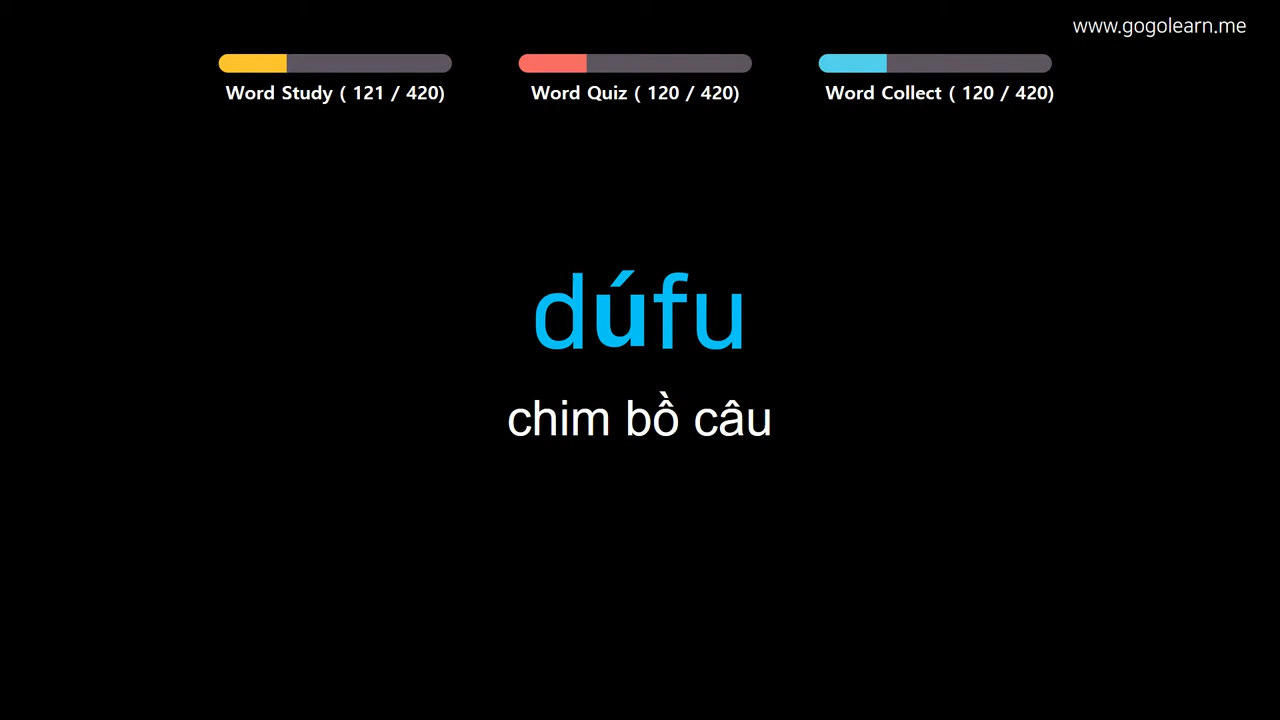 www.gogolearn.me
Word Study ( 121 / 420)
Word Quiz ( 120 / 420)
Word Collect ( 120 / 420)
dúfu
chim bồ câu